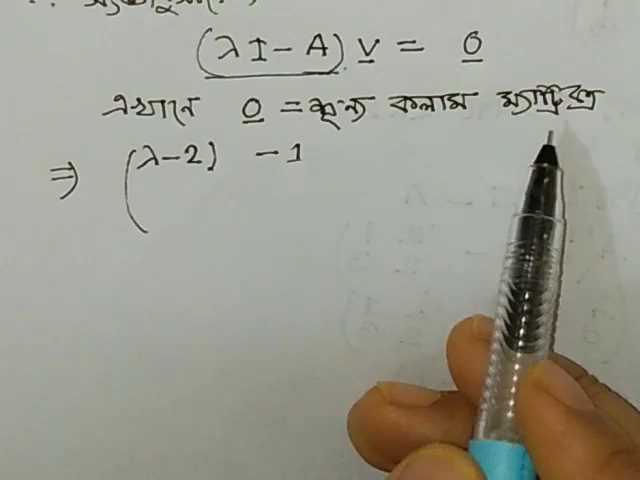 (λI - A) v = 0
এখানে 0 = শূন্য কলাম ম্যাট্রিক্স
⇒ ( (λ-2) -1